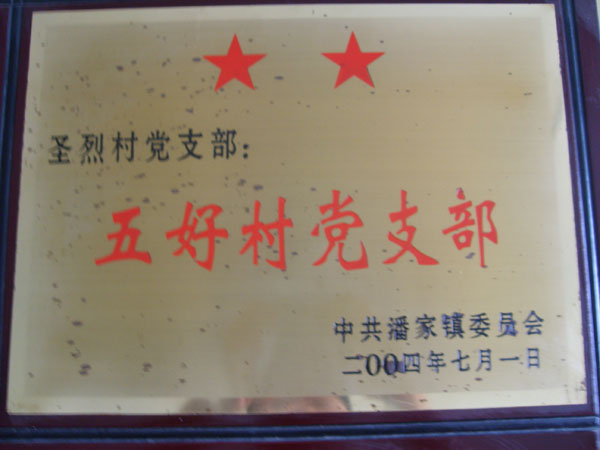 圣烈村党支部：
五好村党支部
中共潘家镇委员会
二00四年七月一日